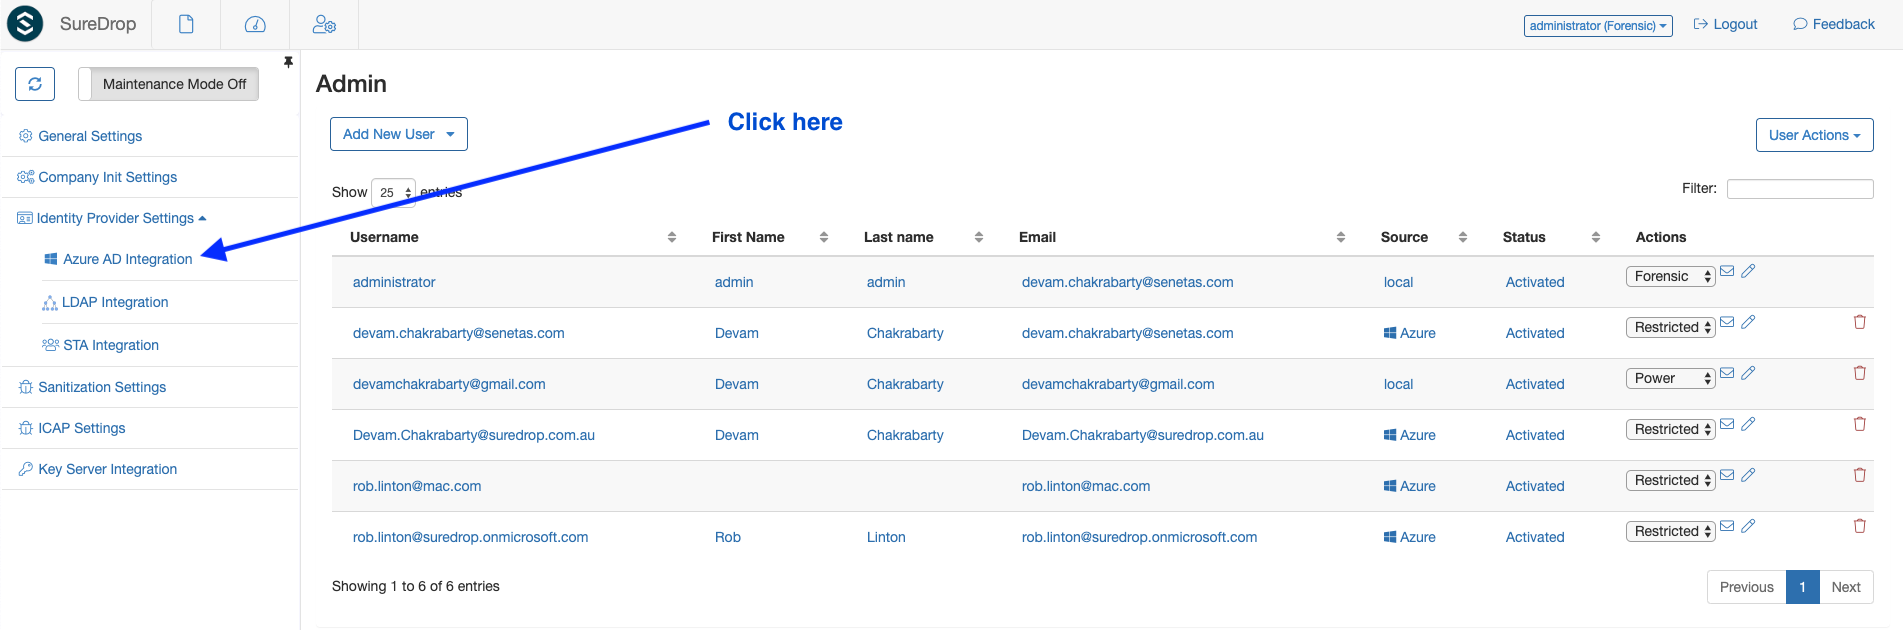 SureDrop
administrator (Forensic)
Logout
Feedback
Maintenance Mode Off
General Settings
Company Init Settings
Identity Provider Settings
Azure AD Integration
LDAP Integration
STA Integration
Sanitization Settings
ICAP Settings
Key Server Integration
Admin
Click here
Add New User
User Actions
Show 25 entries
Filter:
Username First Name Last name Email Source Status Actions
administrator admin admin devam.chakrabarty@senetas.com local Activated Forensic
devam.chakrabarty@senetas.com Devam Chakrabarty devam.chakrabarty@senetas.com Azure Activated Restricted
devamchakrabarty@gmail.com Devam Chakrabarty devamchakrabarty@gmail.com local Activated Power
Devam.Chakrabarty@suredrop.com.au Devam Chakrabarty Devam.Chakrabarty@suredrop.com.au Azure Activated Restricted
rob.linton@mac.com rob.linton@mac.com Azure Activated Restricted
rob.linton@suredrop.onmicrosoft.com Rob Linton rob.linton@suredrop.onmicrosoft.com Azure Activated Restricted
Showing 1 to 6 of 6 entries
Previous 1 Next